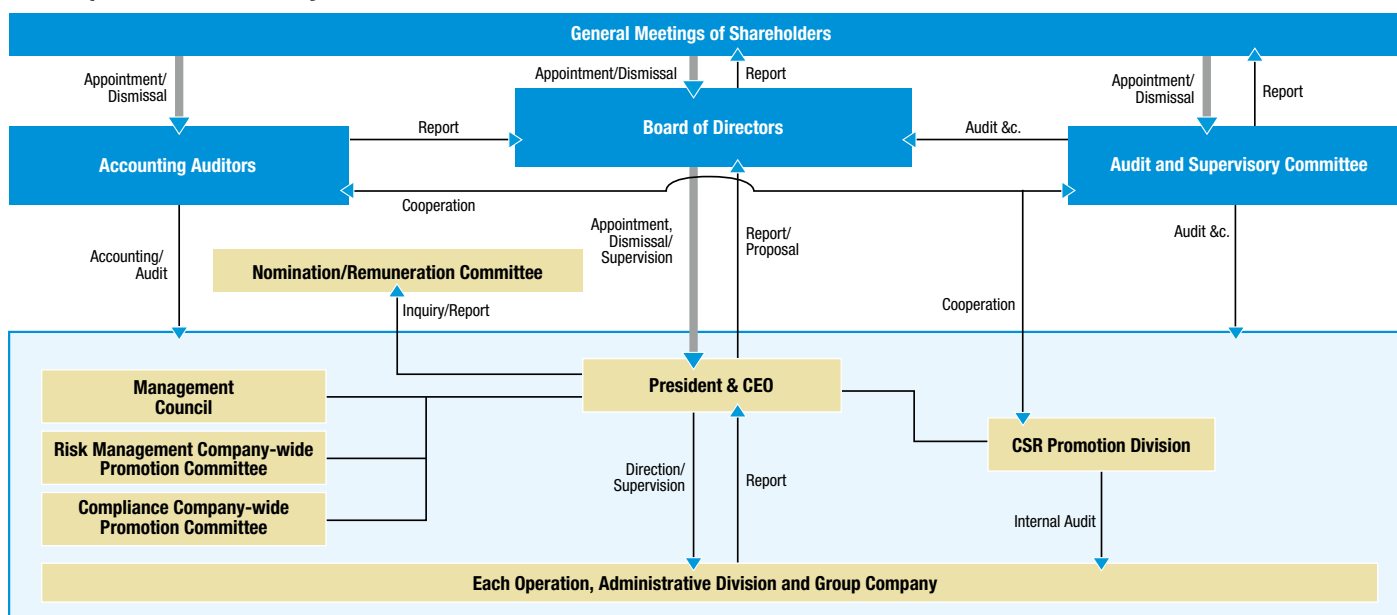 General Meetings of Shareholders
Appointment/
Dismissal
Appointment/Dismissal
Report
Appointment/
Dismissal
Report
Board of Directors
Report
Audit &c.
Accounting Auditors
Audit and Supervisory Committee
Cooperation
Appointment,
Dismissal/
Supervision
Report/
Proposal
Audit &c.
Accounting/
Audit
Nomination/Remuneration Committee
Inquiry/Report
Cooperation
President & CEO
Management
Council
Risk Management Company-wide
Promotion Committee
CSR Promotion Division
Direction/
Supervision
Report
Compliance Company-wide
Promotion Committee
Internal Audit
Each Operation, Administrative Division and Group Company